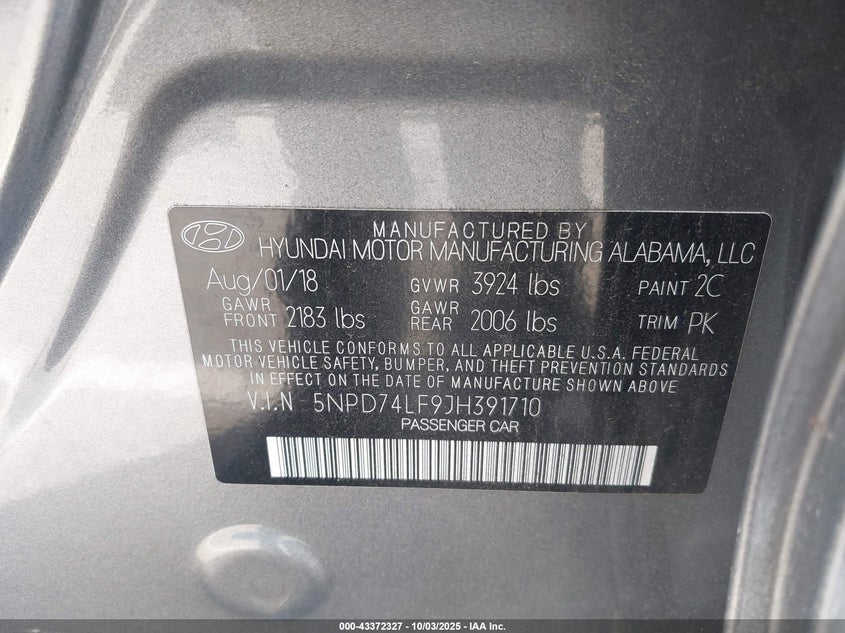 MANUFACTURED BY
HYUNDAI MOTOR MANUFACTURING ALABAMA, LLC
Aug/01/18 GVWR 3924 lbs PAINT 2C
GAWR FRONT 2183 lbs GAWR REAR 2006 lbs TRIM PK
THIS VEHICLE CONFORMS TO ALL APPLICABLE U.S.A. FEDERAL
MOTOR VEHICLE SAFETY, BUMPER, AND THEFT PREVENTION STANDARDS
IN EFFECT ON THE DATE OF MANUFACTURE SHOWN ABOVE
V.I.N 5NPD74LF9JH391710
PASSENGER CAR
000-43372327 - 10/03/2025 - IAA Inc.